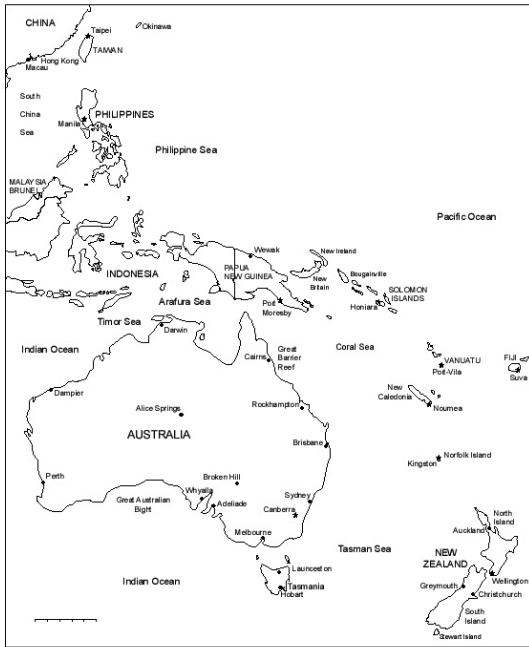 CHINA
Okinawa
Taipei
TAIWAN
Hong Kong
Macau
South
China
Sea
PHILIPPINES
Manila
Philippine Sea
MALAYSIA
BRUNEI
Pacific Ocean
Wewak
New Ireland
PAPUA
NEW GUINEA
INDONESIA
New
Britain
Bougainville
SOLOMON
ISLANDS
Honiara
Port
Moresby
Arafura Sea
Timor Sea
Darwin
Indian Ocean
Coral Sea
Cairns
Great
Barrier
Reef
VANUATU
Port-Vila
FIJI
Suva
New
Caledonia
Noumea
Dampier
Alice Springs
Rockhampton
AUSTRALIA
Brisbane
Norfolk Island
Kingston
Perth
Broken Hill
Whyalla
Great Australian
Bight
Adeliade
Sydney
Canberra
Melbourne
North
Island
Auckland
Tasman Sea
NEW
ZEALAND
Wellington
Greymouth
Christchurch
South
Island
Stewart Island
Launceston
Tasmania
Hobart
Indian Ocean